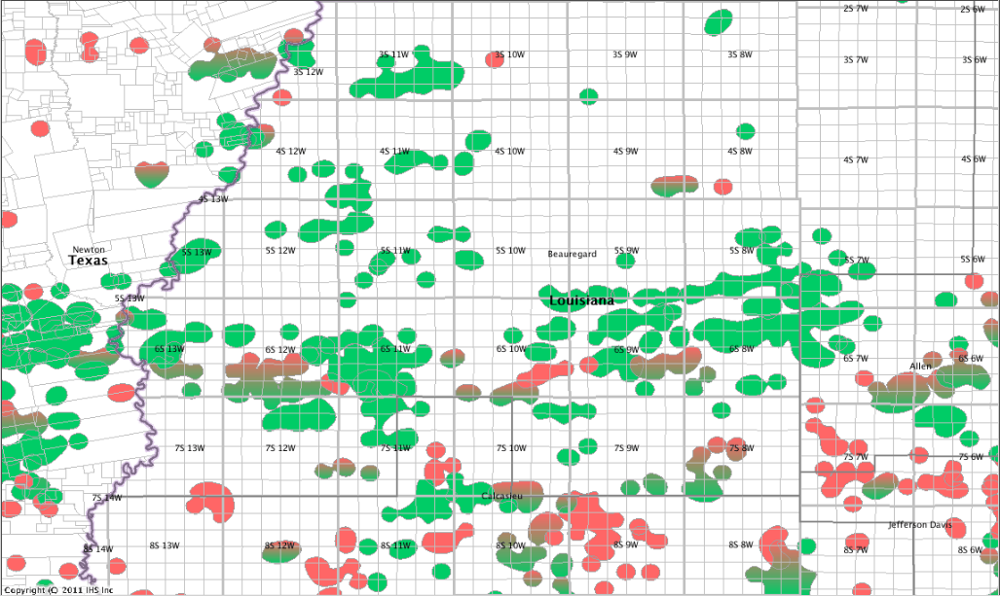 2S 7W
2S 6W
3S 11W
3S 10W
3S 9W
3S 8W
3S 7W
3S 6W
3S 12W
4S 12W
4S 11W
4S 10W
4S 9W
4S 8W
4S 7W
4S 6W
4S 13W
Newton
Texas
5S 13W
5S 12W
5S 11W
5S 10W
Beauregard
5S 9W
5S 8W
5S 7W
5S 6W
5S 13W
Louisiana
6S 13W
6S 12W
6S 11W
6S 10W
6S 9W
6S 8W
6S 7W
6S 6W
Allen
7S 13W
7S 12W
7S 11W
7S 10W
7S 9W
7S 8W
7S 7W
7S 6W
7S 14W
Calcasieu
Jefferson Davis
8S 14W
8S 13W
8S 12W
8S 11W
8S 10W
8S 9W
8S 8W
8S 7W
8S 6W
Copyright (C) 2011 IHS Inc